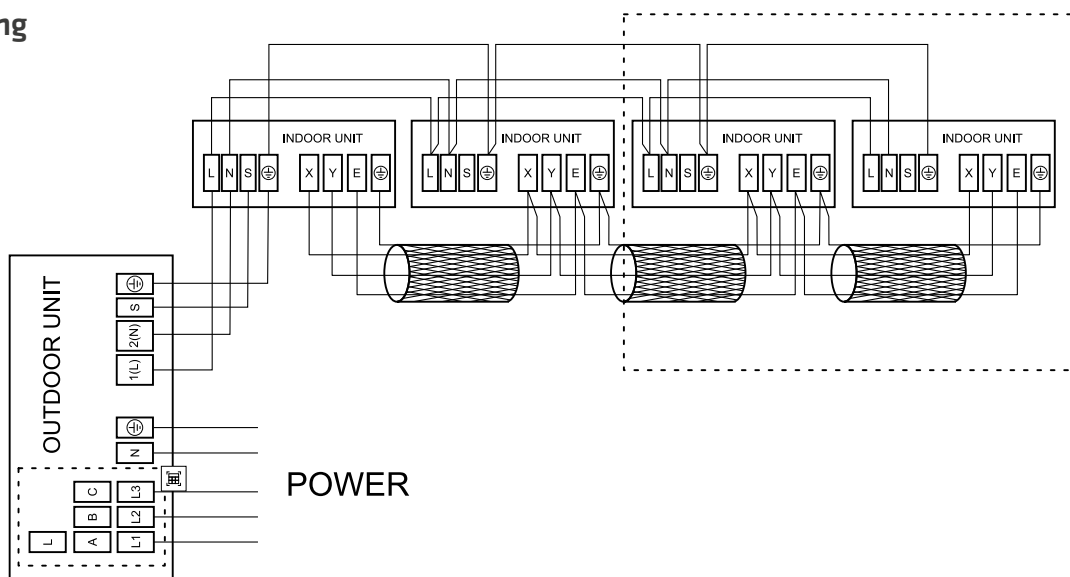 ng
INDOOR UNIT
L N S X Y E
INDOOR UNIT
L N S X Y E
INDOOR UNIT
L N S X Y E
INDOOR UNIT
L N S X Y E
OUTDOOR UNIT
S
2(N)
1(L)
N
POWER
C L3
B L2
L A L1